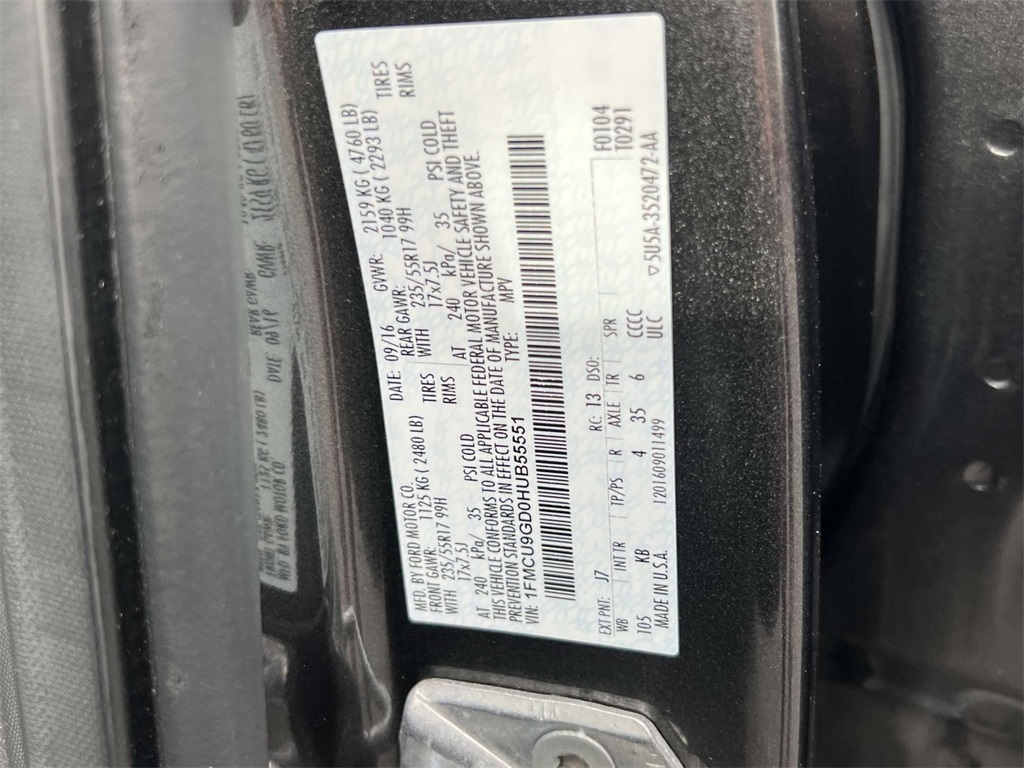 MFD. BY FORD MOTOR CO.
DATE: 09/16 GVWR: 2159 KG ( 4760 LB)
FRONT GAWR: 1125 KG ( 2480 LB) REAR GAWR: 1040 KG ( 2293 LB)
WITH 235/55R17 99H TIRES WITH 235/55R17 99H TIRES
17x7.5J RIMS 17x7.5J RIMS
AT 240 kPa/ 35 PSI COLD AT 240 kPa/ 35 PSI COLD
THIS VEHICLE CONFORMS TO ALL APPLICABLE FEDERAL MOTOR VEHICLE SAFETY AND THEFT
PREVENTION STANDARDS IN EFFECT ON THE DATE OF MANUFACTURE SHOWN ABOVE.
VIN: 1FMCU9GD0HUB55551 TYPE: MPV
EXT PNT: J7 RC: 13 DSO: F0104
WB INT TR TP/PS R AXLE TR SPR T0291
105 KB 4 35 6 CCCC
MADE IN U.S.A. 1201609011499 ULC 5U5A-3520472-AA